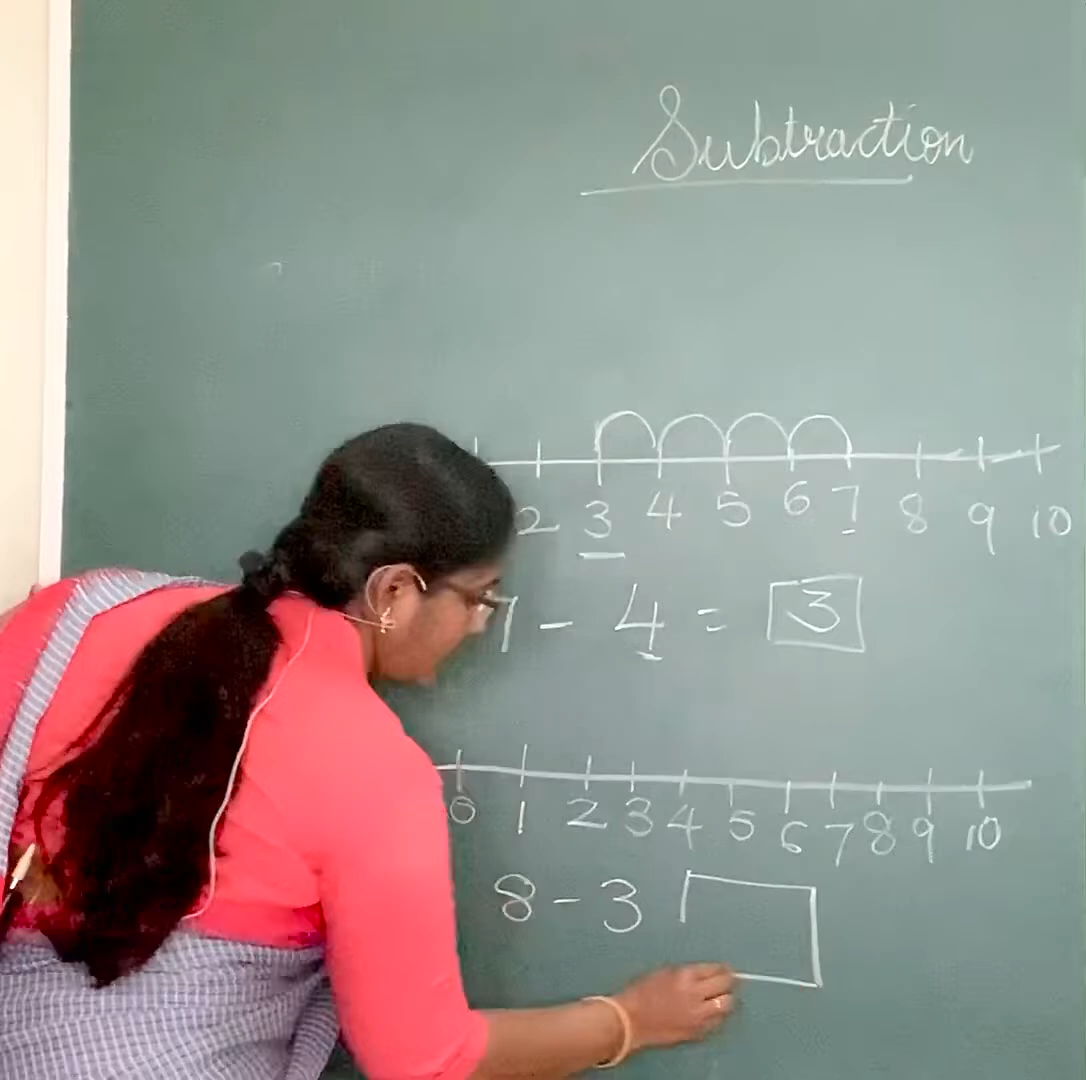 Subtraction
2 3 4 5 6 7 8 9 10
7 - 4 = 3
0 1 2 3 4 5 6 7 8 9 10
8 - 3